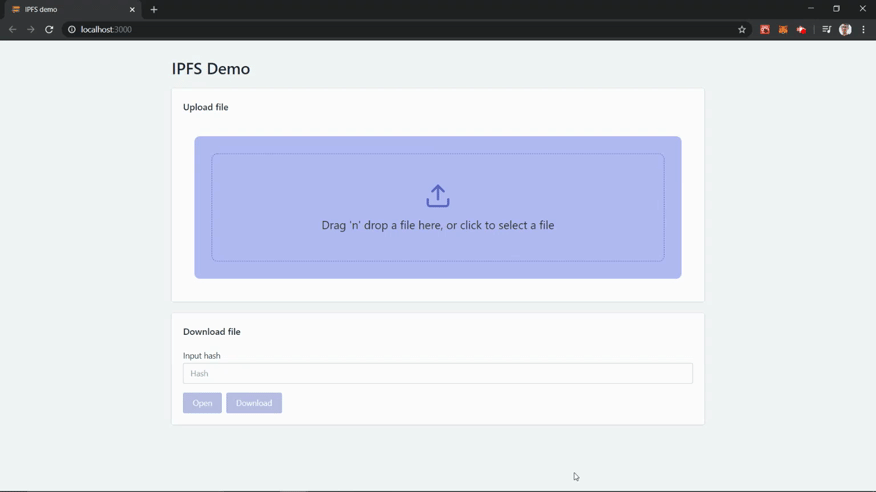 IPFS demo
localhost:3000
IPFS Demo
Upload file
Drag 'n' drop a file here, or click to select a file
Download file
Input hash
Hash
Open Download